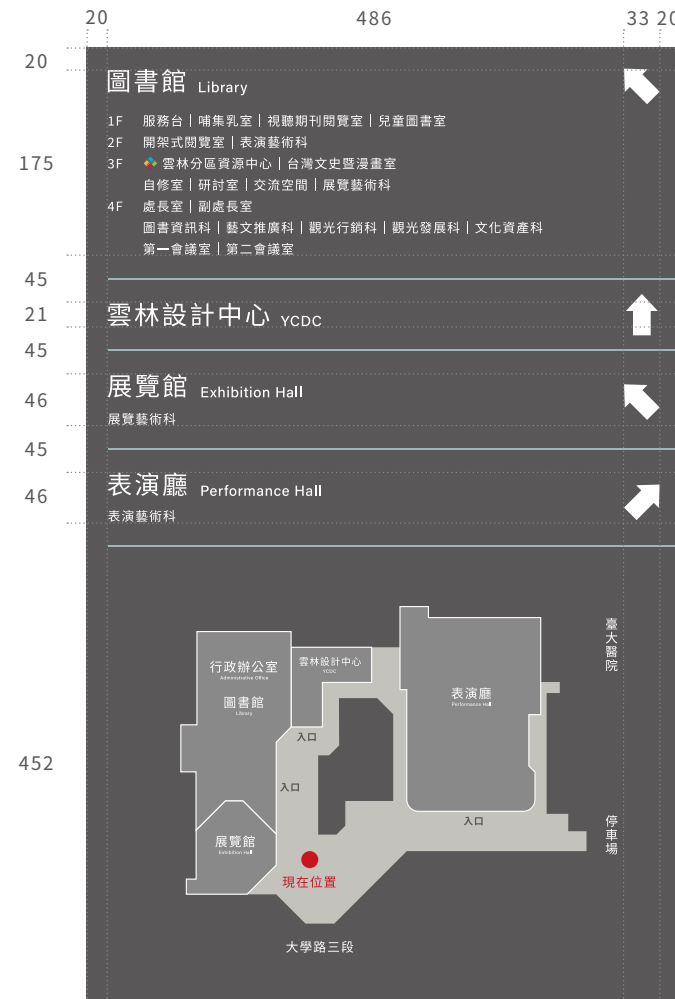 20 486 33 20
20
圖書館 Library
1F 服務台｜哺集乳室｜視聽期刊閱覽室｜兒童圖書室
2F 開架式閱覽室｜表演藝術科
175
3F 雲林分區資源中心｜台灣文史暨漫畫室
自修室｜研討室｜交流空間｜展覽藝術科
4F 處長室｜副處長室
圖書資訊科｜藝文推廣科｜觀光行銷科｜觀光發展科｜文化資產科
第一會議室｜第二會議室
45
21
雲林設計中心 YCDC
45
展覽館 Exhibition Hall
46
展覽藝術科
45
表演廳 Performance Hall
46
表演藝術科
臺大醫院
行政辦公室
Administrative Office
雲林設計中心
YCDC
圖書館
Library
表演廳
Performance Hall
入口
452
入口
入口
停車場
展覽館
Exhibition Hall
現在位置
大學路三段